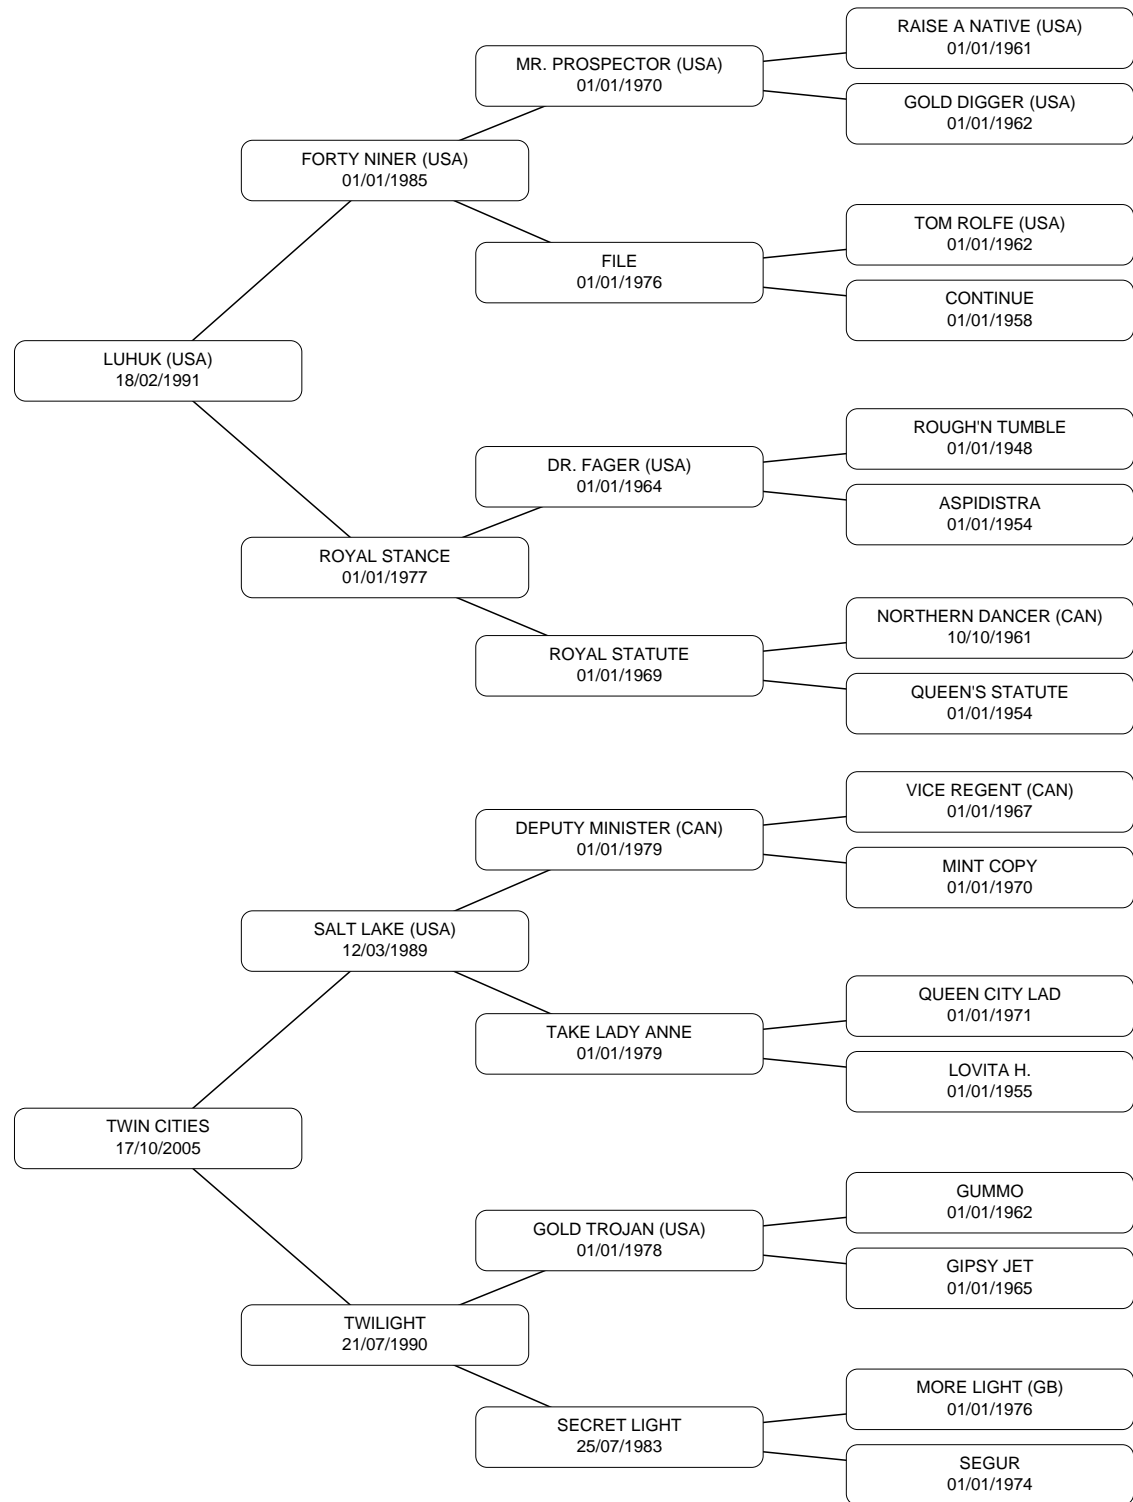 RAISE A NATIVE (USA)
01/01/1961
MR. PROSPECTOR (USA)
01/01/1970
GOLD DIGGER (USA)
01/01/1962
FORTY NINER (USA)
01/01/1985
TOM ROLFE (USA)
01/01/1962
FILE
01/01/1976
CONTINUE
01/01/1958
LUHUK (USA)
18/02/1991
ROUGH'N TUMBLE
01/01/1948
DR. FAGER (USA)
01/01/1964
ASPIDISTRA
01/01/1954
ROYAL STANCE
01/01/1977
NORTHERN DANCER (CAN)
10/10/1961
ROYAL STATUTE
01/01/1969
QUEEN'S STATUTE
01/01/1954
VICE REGENT (CAN)
01/01/1967
DEPUTY MINISTER (CAN)
01/01/1979
MINT COPY
01/01/1970
SALT LAKE (USA)
12/03/1989
QUEEN CITY LAD
01/01/1971
TAKE LADY ANNE
01/01/1979
LOVITA H.
01/01/1955
TWIN CITIES
17/10/2005
GUMMO
01/01/1962
GOLD TROJAN (USA)
01/01/1978
GIPSY JET
01/01/1965
TWILIGHT
21/07/1990
MORE LIGHT (GB)
01/01/1976
SECRET LIGHT
25/07/1983
SEGUR
01/01/1974